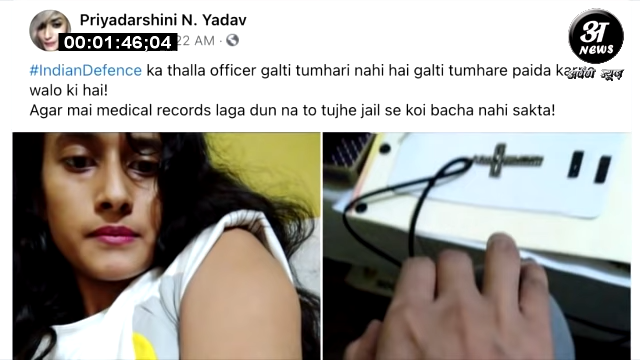 Priyadarshini N. Yadav
00:01:46;04
22 AM
#IndianDefence ka thalla officer galti tumhari nahi hai galti tumhare paida
walo ki hai!
Agar mai medical records laga dun na to tujhe jail se koi bacha nahi sakta!
अ
NEWS